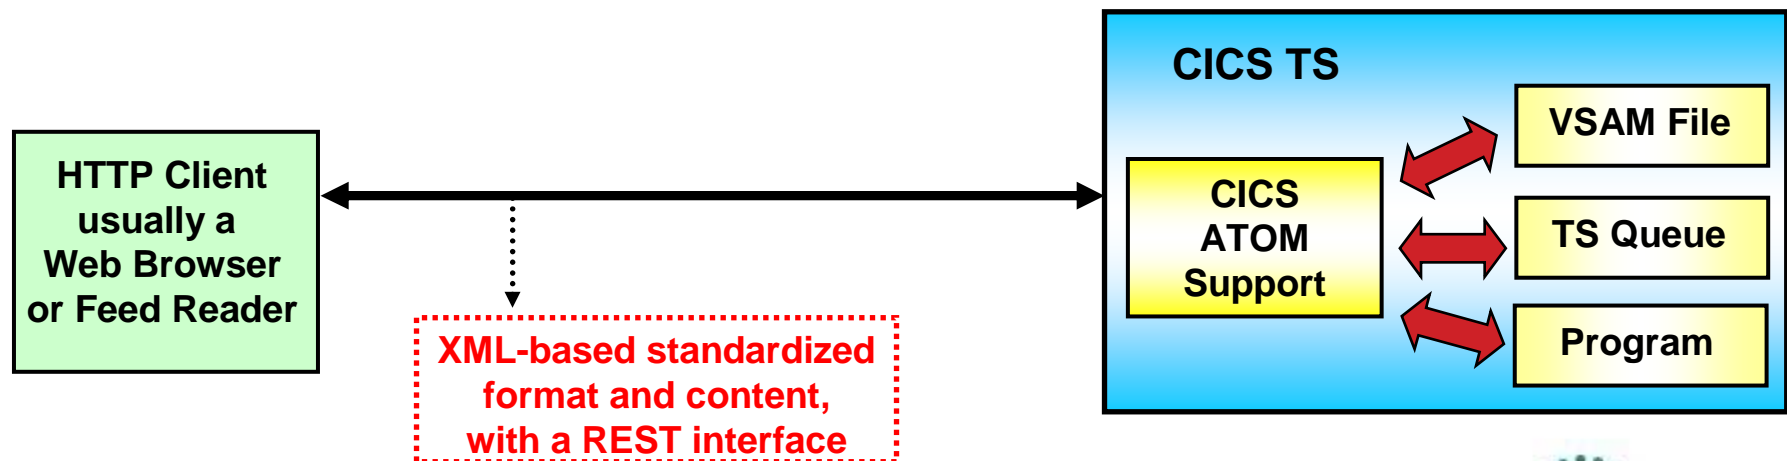 HTTP Client
usually a
Web Browser
or Feed Reader
XML-based standardized
format and content,
with a REST interface
CICS TS
CICS
ATOM
Support
VSAM File
TS Queue
Program